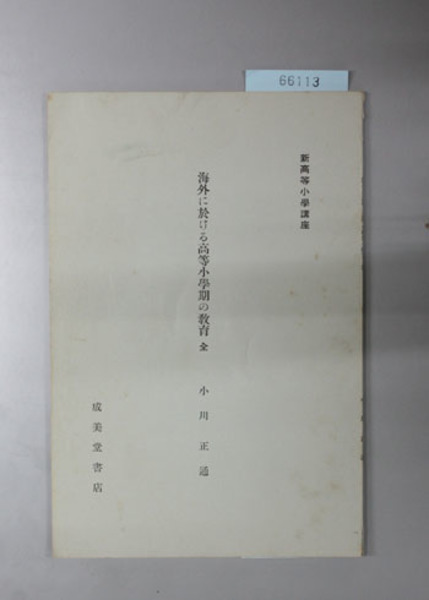 66113
新高等小學講座
海外に於ける高等小學期の教育 全
小川正通
成美堂書店